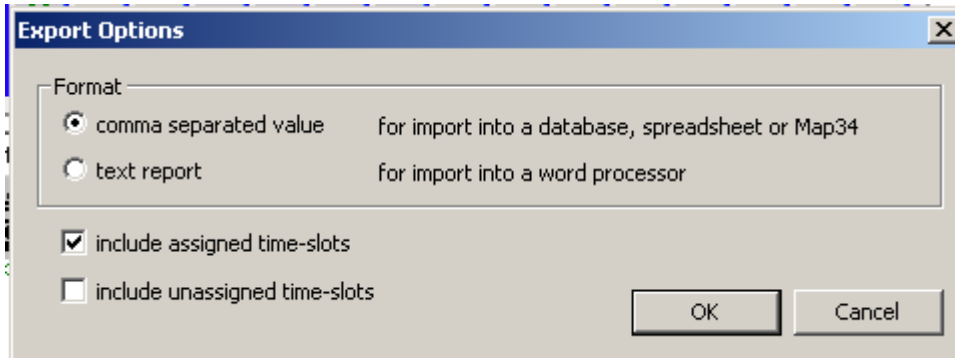 Export Options
Format
comma separated value for import into a database, spreadsheet or Map34
text report for import into a word processor
include assigned time-slots
include unassigned time-slots
OK Cancel